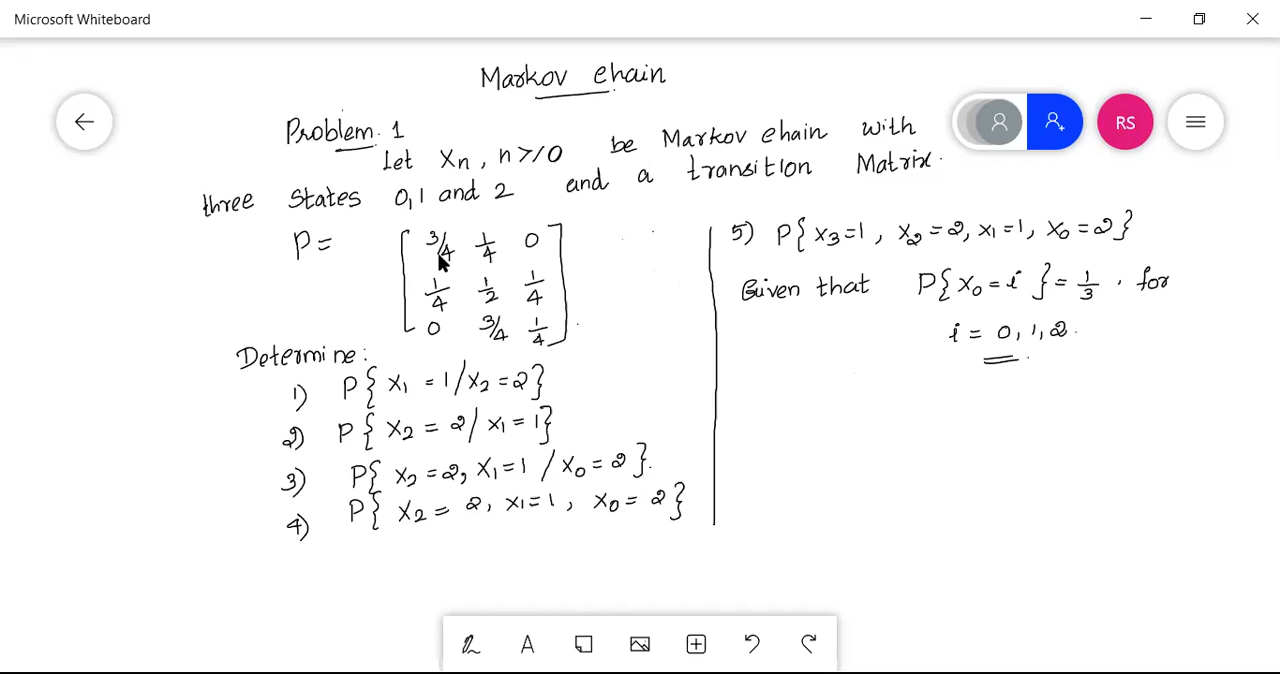 Microsoft Whiteboard
Markov chain
Problem. 1
Let Xn, n>/0 be Markov chain with
three states 0,1 and 2 and a transition Matrix.
P= [ 3/4 1/4 0
1/4 1/2 1/4
0 3/4 1/4 ].
Determine:
1) P{ X1 = 1/X2 = 2}
2) P{ X2 = 2/ X1 = 1}
3) P{ X2 = 2, X1 = 1 / X0 = 2}.
4) P{ X2 = 2, X1 = 1, X0 = 2}
5) P{ X3 = 1, X2 = 2, X1 = 1, X0 = 2}
Given that P{ X0 = i } = 1/3. for
i = 0, 1, 2.
RS
A